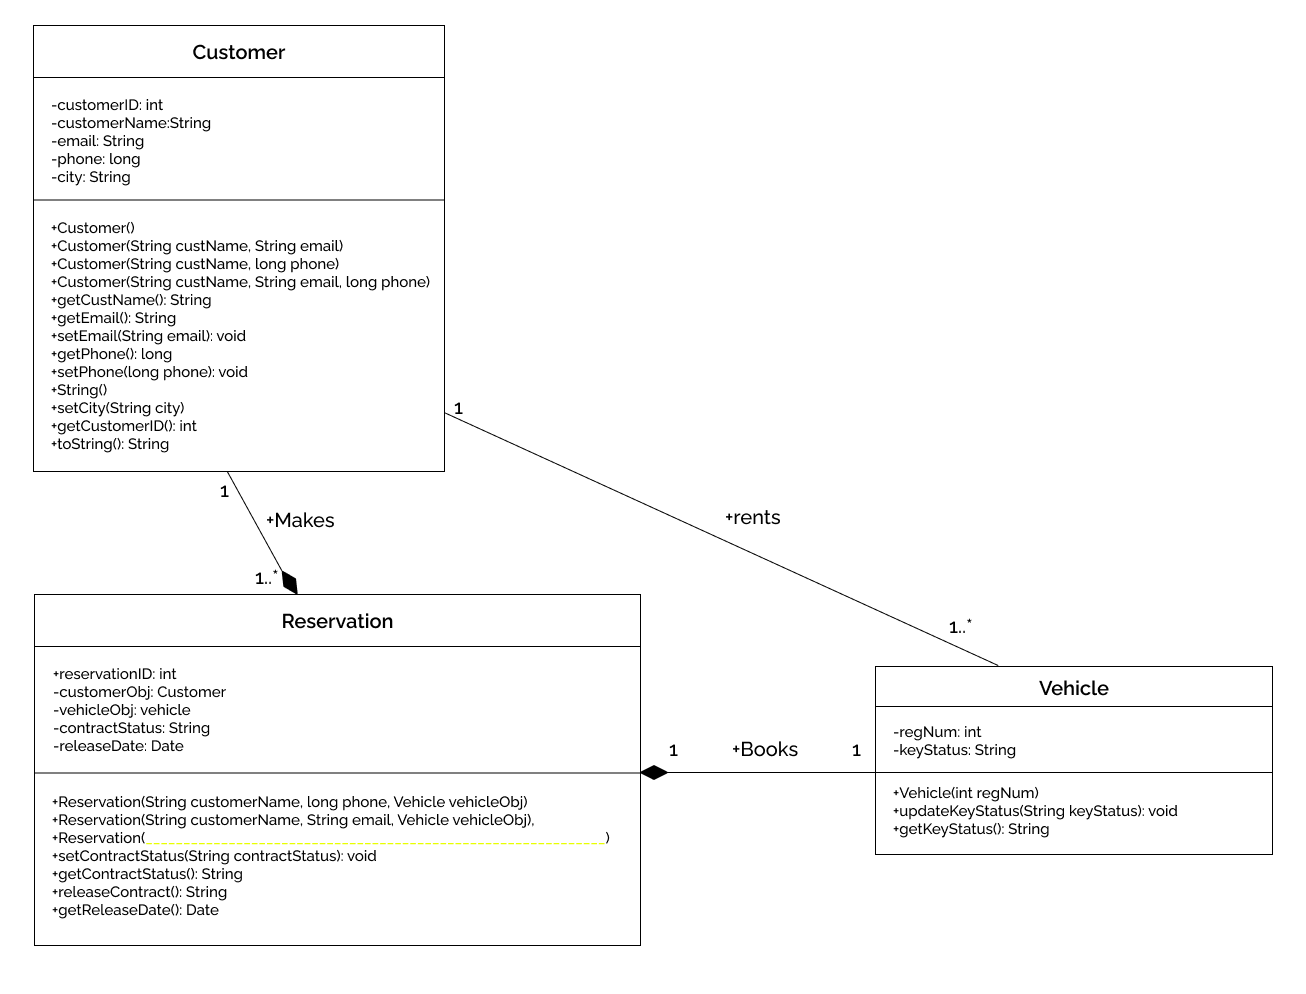 Customer
-customerID: int
-customerName:String
-email: String
-phone: long
-city: String
+Customer()
+Customer(String custName, String email)
+Customer(String custName, long phone)
+Customer(String custName, String email, long phone)
+getCustName(): String
+getEmail(): String
+setEmail(String email): void
+getPhone(): long
+setPhone(long phone): void
+String()
+setCity(String city)
+getCustomerID(): int
+toString(): String
1
1
+Makes
1..*
+rents
1..*
Reservation
+reservationID: int
-customerObj: Customer
-vehicleObj: vehicle
-contractStatus: String
-releaseDate: Date
+Reservation(String customerName, long phone, Vehicle vehicleObj)
+Reservation(String customerName, String email, Vehicle vehicleObj),
+Reservation(____________________________________________________)
+setContractStatus(String contractStatus): void
+getContractStatus(): String
+releaseContract(): String
+getReleaseDate(): Date
1
+Books
1
Vehicle
-regNum: int
-keyStatus: String
+Vehicle(int regNum)
+updateKeyStatus(String keyStatus): void
+getKeyStatus(): String